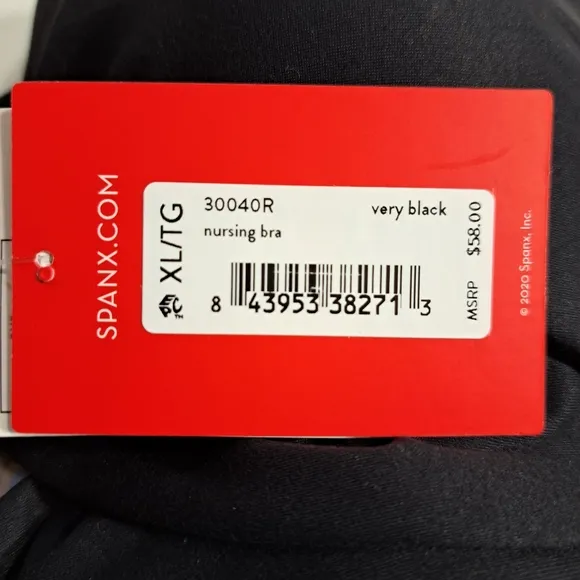 SPANX.COM
XL/TG
30040R
very black
nursing bra
8 43953 38271 3
MSRP $58.00
© 2020 Spanx, Inc.